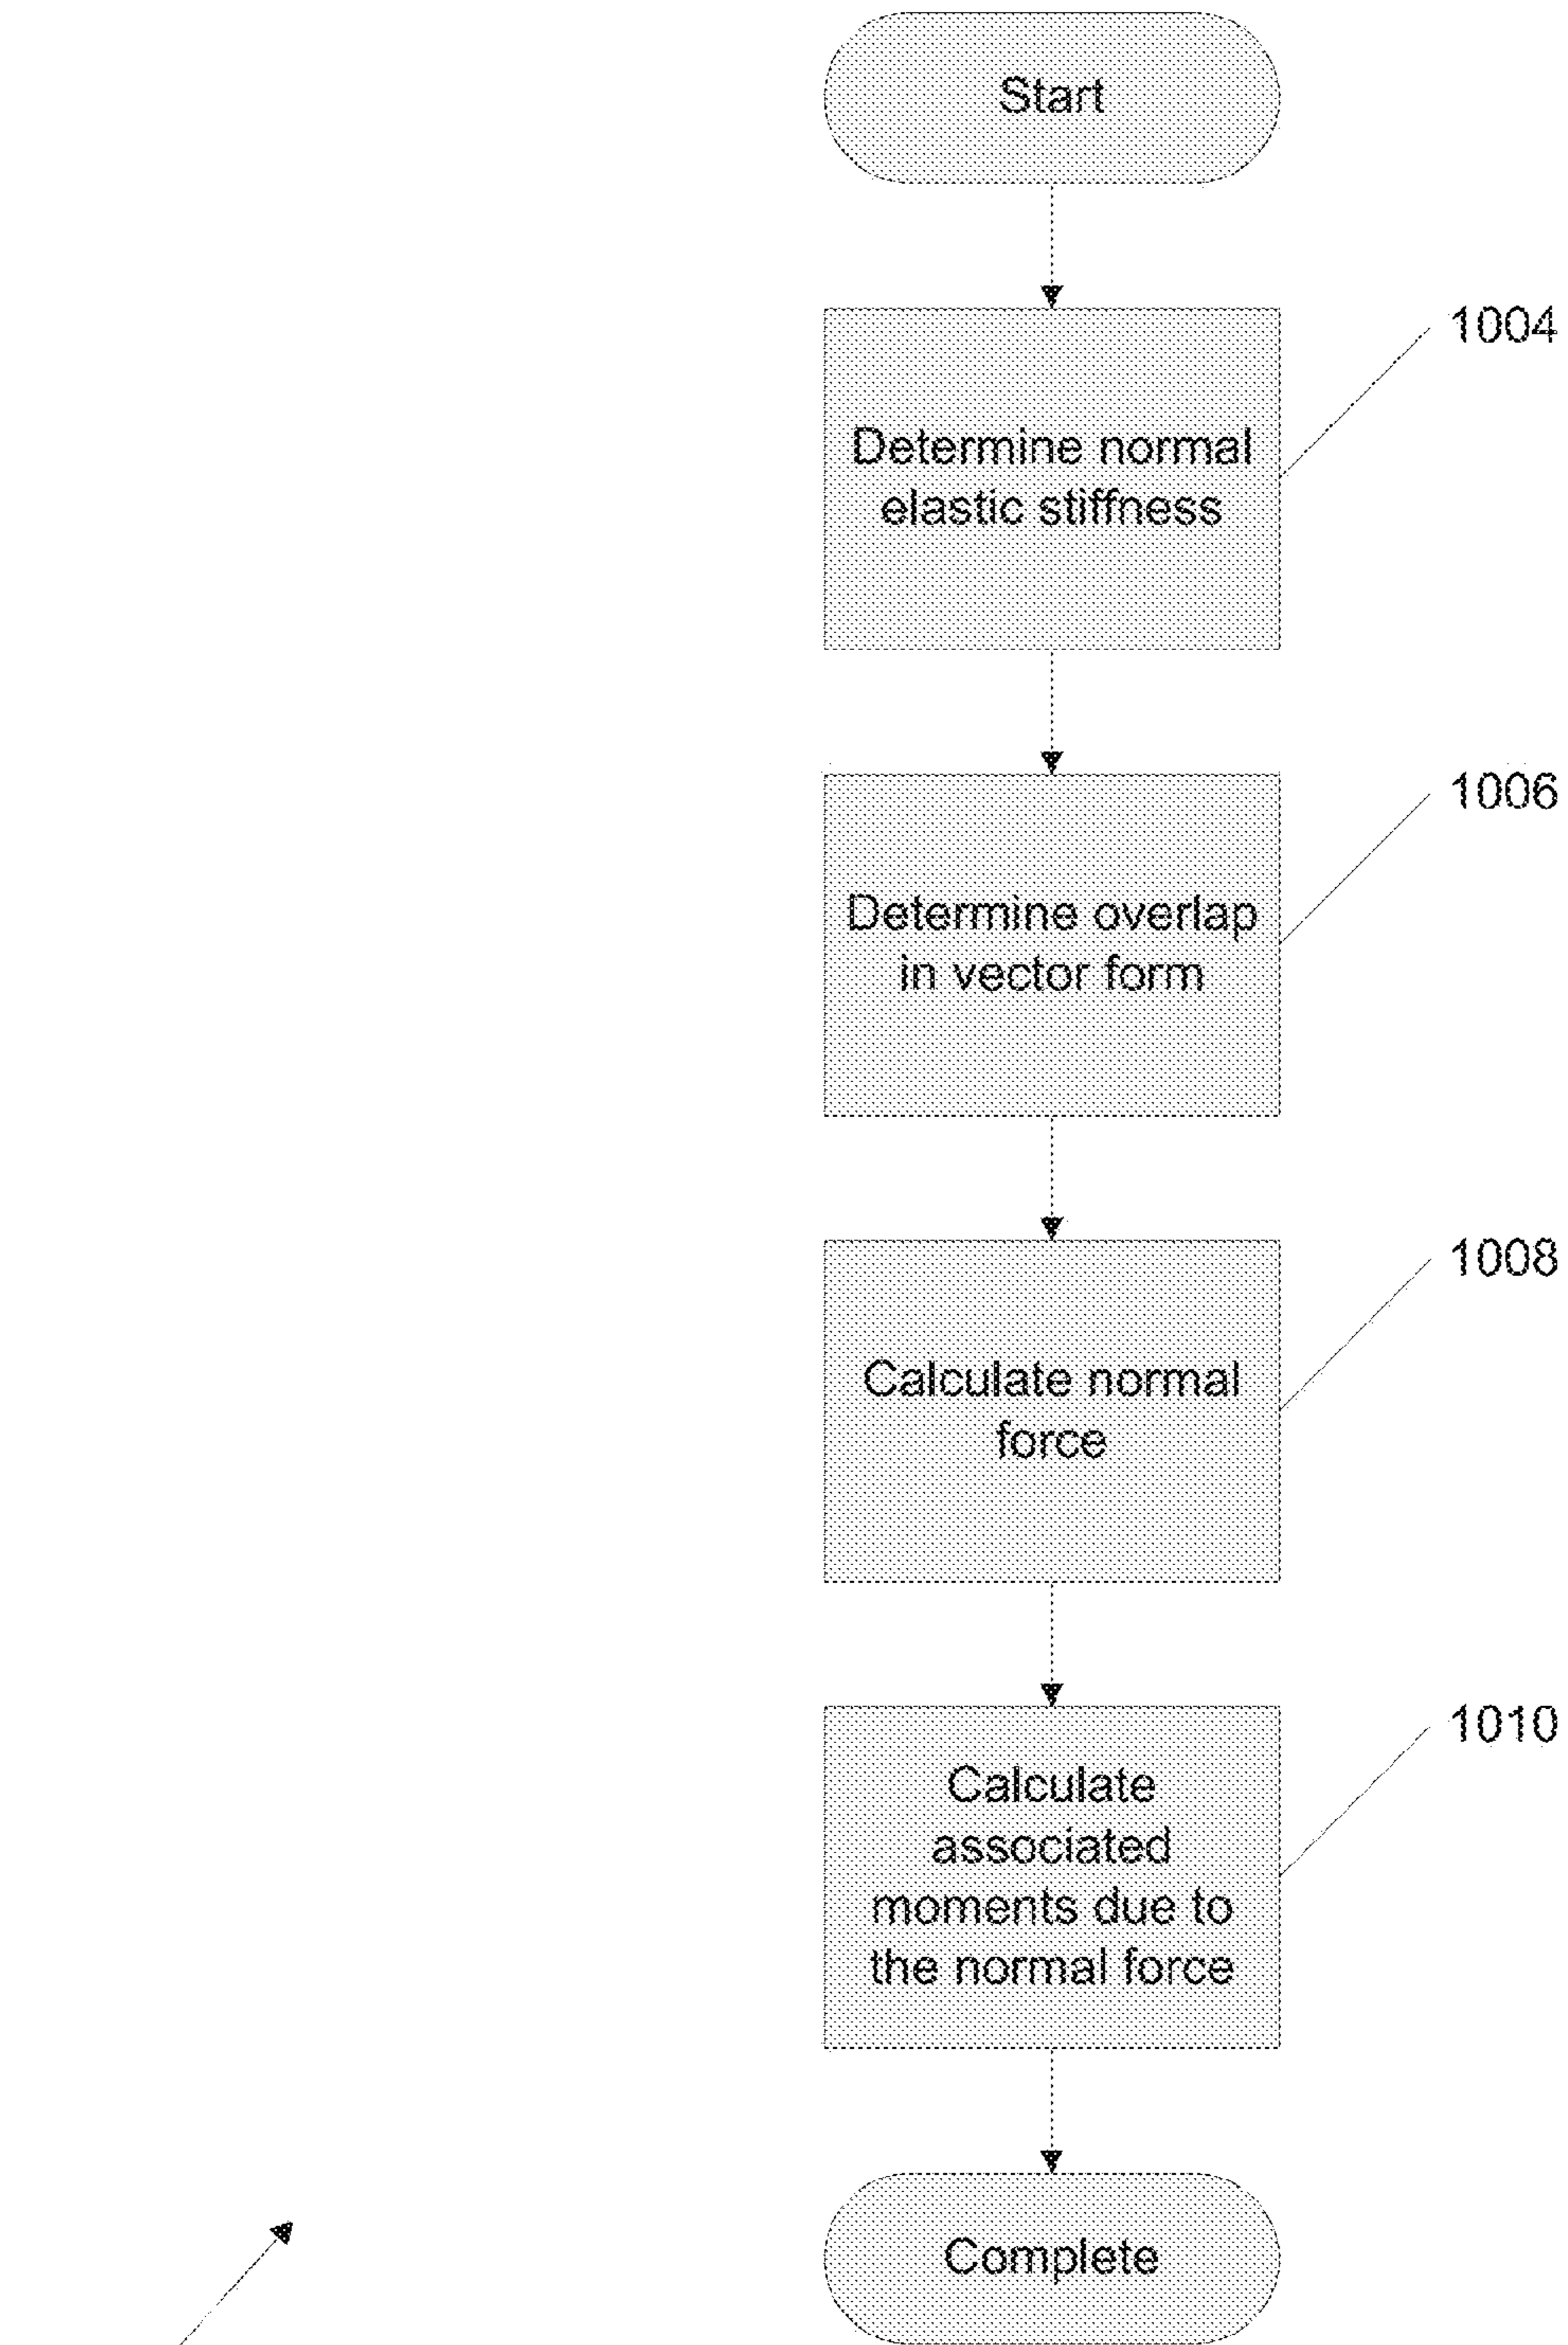 Start
1004
Determine normal
elastic stiffness
1006
Determine overlap
in vector form
1008
Calculate normal
force
1010
Calculate
associated
moments due to
the normal force
Complete